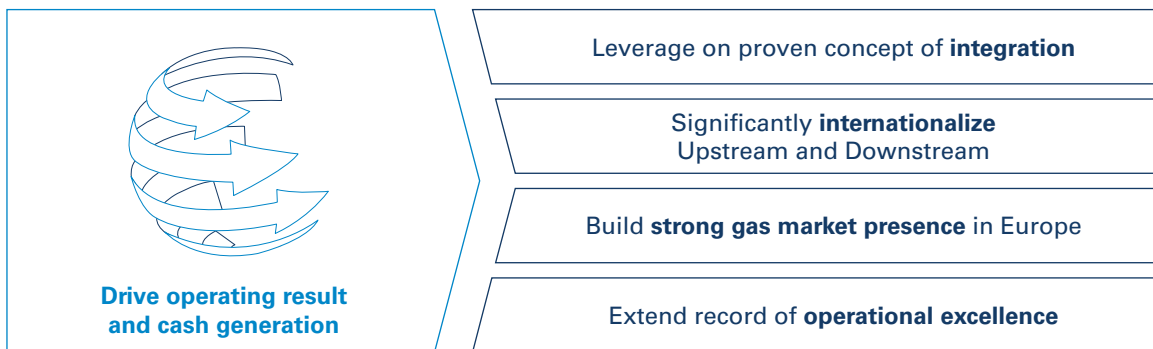 Drive operating result
and cash generation
Leverage on proven concept of integration
Significantly internationalize
Upstream and Downstream
Build strong gas market presence in Europe
Extend record of operational excellence